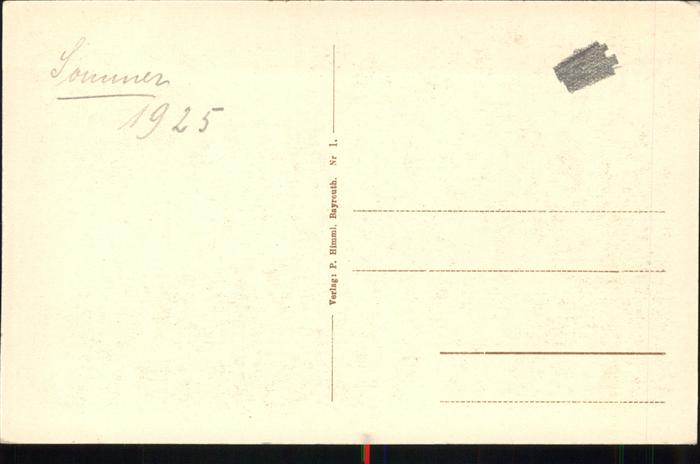 Sommer
1925
Verlag: P. Himml. Bayreuth. Nr 1.